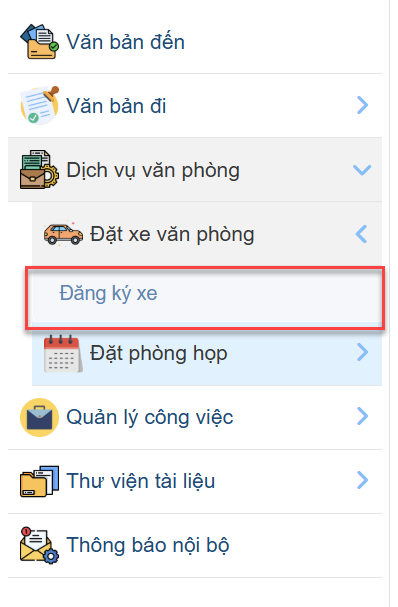 Văn bản đến
Văn bản đi
Dịch vụ văn phòng
Đặt xe văn phòng
Đăng ký xe
Đặt phòng họp
Quản lý công việc
Thư viện tài liệu
Thông báo nội bộ